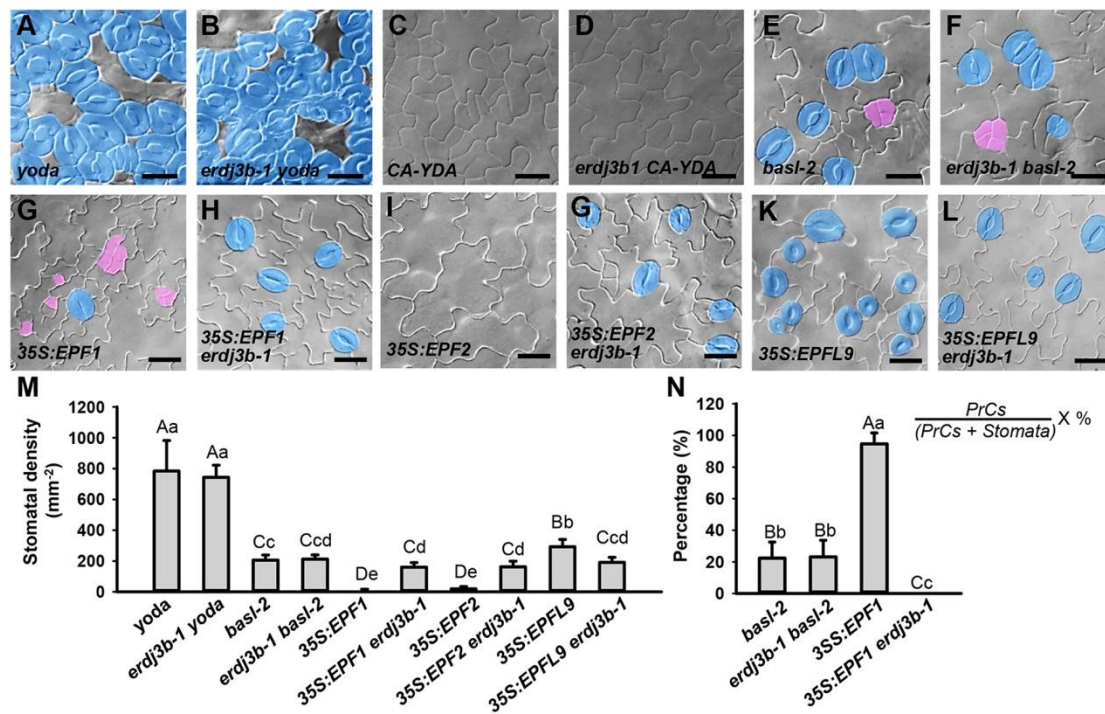 A
B
C
D
E
F
yoda
erdj3b-1 yoda
CA-YDA
erdj3b1 CA-YDA
basl-2
erdj3b-1 basl-2
G
H
I
G
K
L
35S:EPF1
35S:EPF1
erdj3b-1
35S:EPF2
35S:EPF2
erdj3b-1
35S:EPFL9
35S:EPFL9
erdj3b-1
M
Stomatal density
(mm-2)
1200
1000
800
600
400
200
0
Aa
Aa
Cc
Ccd
De
Cd
De
Cd
Bb
Ccd
yoda
erdj3b-1 yoda
basl-2
erdj3b-1 basl-2
35S:EPF1
35S:EPF1 erdj3b-1
35S:EPF2
35S:EPF2 erdj3b-1
35S:EPFL9
35S:EPFL9 erdj3b-1
N
Percentage (%)
120
100
80
60
40
20
0
Bb
Bb
Aa
Cc
PrCs
(PrCs + Stomata)
X %
basl-2
erdj3b-1 basl-2
3SS:EPF1
35S:EPF1 erdj3b-1